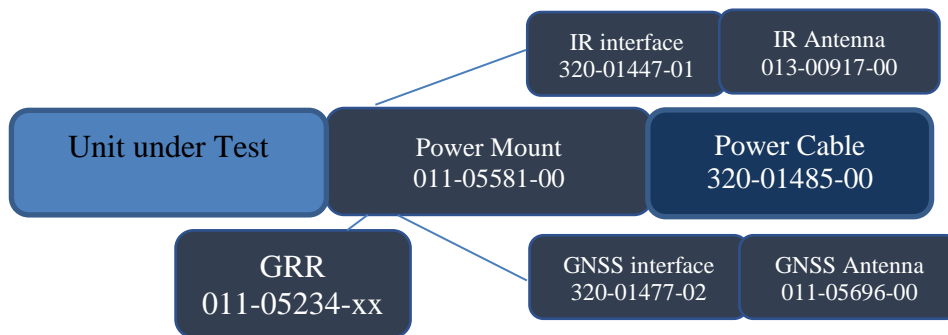 IR interface
320-01447-01
IR Antenna
013-00917-00
Unit under Test
Power Mount
011-05581-00
Power Cable
320-01485-00
GRR
011-05234-xx
GNSS interface
320-01477-02
GNSS Antenna
011-05696-00